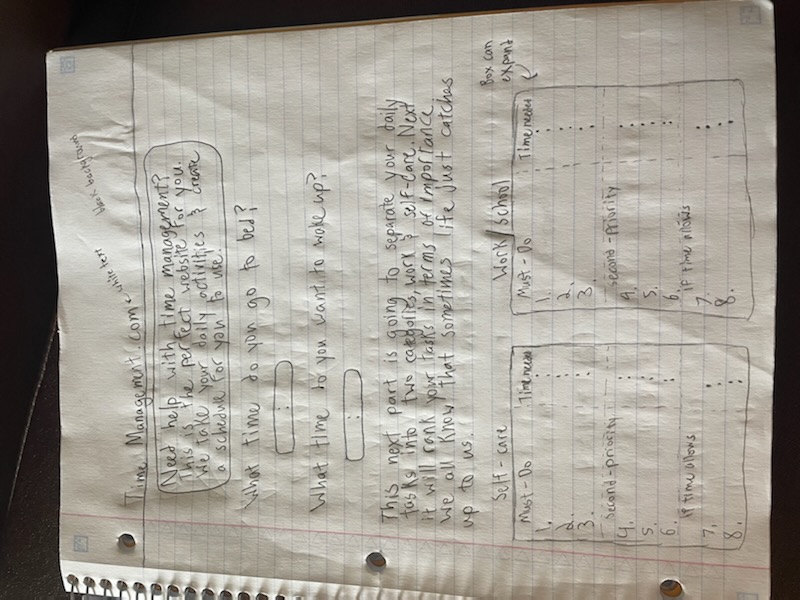 Time Management.com ← white text
black background
Need help with time management?
This is the perfect website for you.
We take your daily activities & create
a schedule for you to use!
What time do you go to bed?
:
What time do you want to wake up?
:
This next part is going to separate your daily
tasks into two categories, work & self-care. Next
it will rank your tasks in terms of importance.
We all know that sometimes life just catches
up to us.
Self-care
Must-Do Time needed
1. :
2. :
3. :
Second-priority
4. :
5. :
6. :
if time allows
7. :
8. :
Work/School
Box can
expand
Must-Do Time needed
1. :
2. :
3. :
Second-Priority
4. :
5. :
6. :
if time allows
7. :
8. :